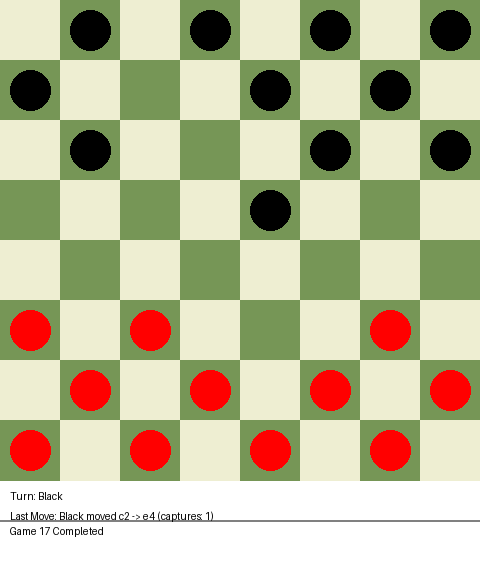 Turn: Black
Last Move: Black moved c2 -> e4 (captures: 1)
Game 17 Completed